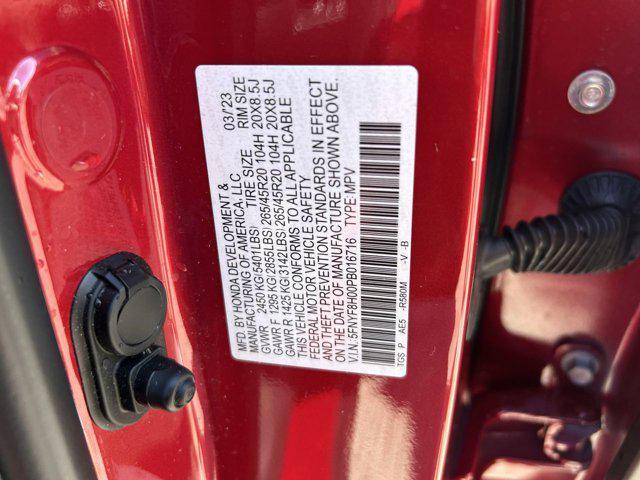 MFD. BY HONDA DEVELOPMENT &
MANUFACTURING OF AMERICA, LLC 03/'23
GVWR 2450 KG(5401LBS) TIRE SIZE RIM SIZE
GAWR F 1295 KG(2855LBS) 265/45R20 104H 20X8.5J
GAWR R 1425 KG(3142LBS) 265/45R20 104H 20X8.5J
THIS VEHICLE CONFORMS TO ALL APPLICABLE
FEDERAL MOTOR VEHICLE SAFETY
AND THEFT PREVENTION STANDARDS IN EFFECT
ON THE DATE OF MANUFACTURE SHOWN ABOVE.
V.I.N. 5FNYF8H0PB016716 TYPE:MPV
TGS P AE5 -R580M -V -B